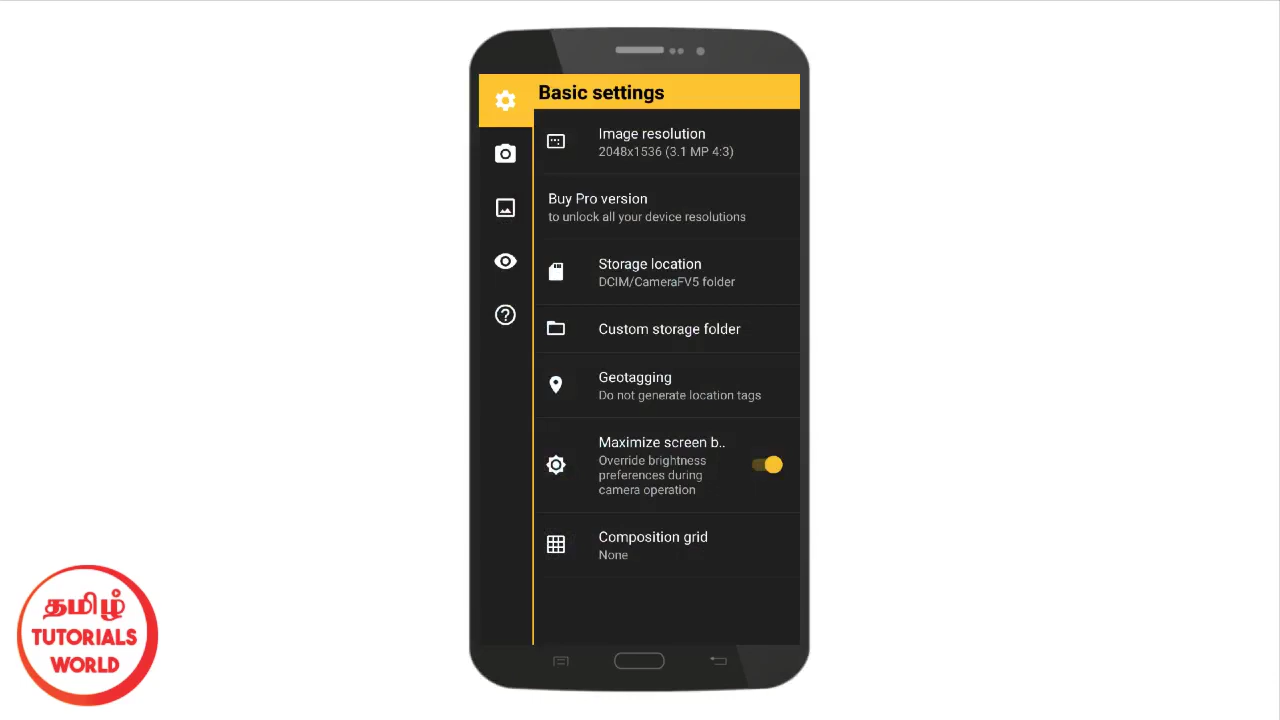 Basic settings
Image resolution
2048x1536 (3.1 MP 4:3)
Buy Pro version
to unlock all your device resolutions
Storage location
DCIM/CameraFV5 folder
Custom storage folder
Geotagging
Do not generate location tags
Maximize screen b..
Override brightness
preferences during
camera operation
Composition grid
None
தமிழ்
TUTORIALS
WORLD